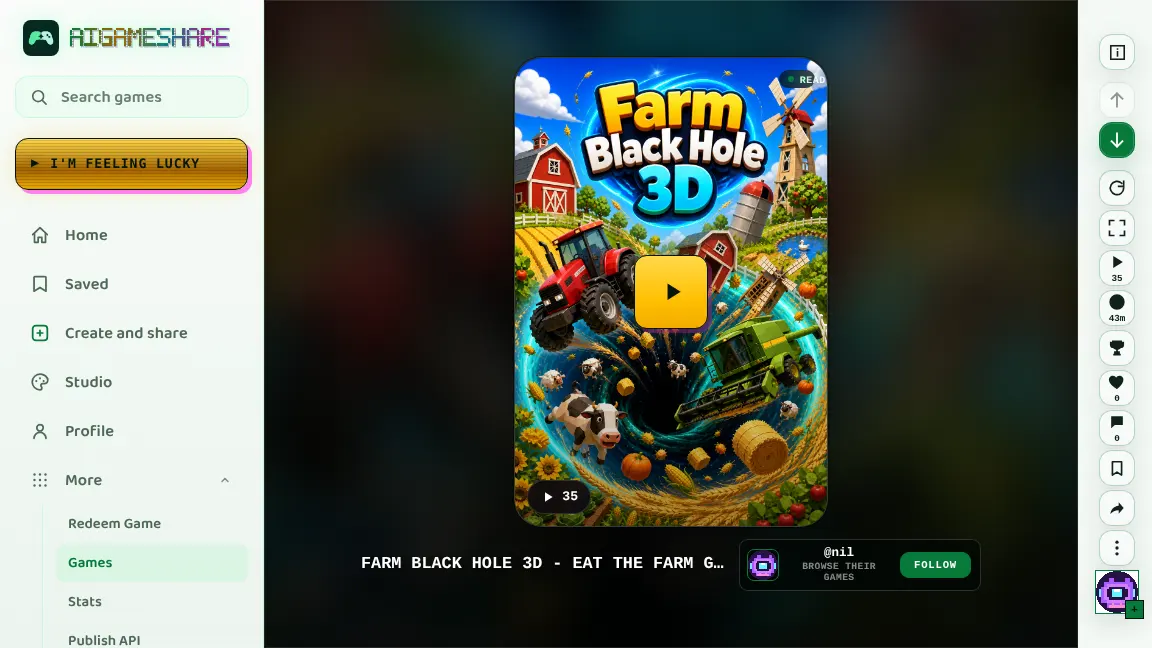 AIGAMESHARE
Search games
I'M FEELING LUCKY
Home
Saved
Create and share
Studio
Profile
More
Redeem Game
Games
Stats
Publish API
READ
Farm
Black Hole
3D
35
FARM BLACK HOLE 3D - EAT THE FARM G…
@nil
BROWSE THEIR
GAMES
FOLLOW
35
43m
0
0